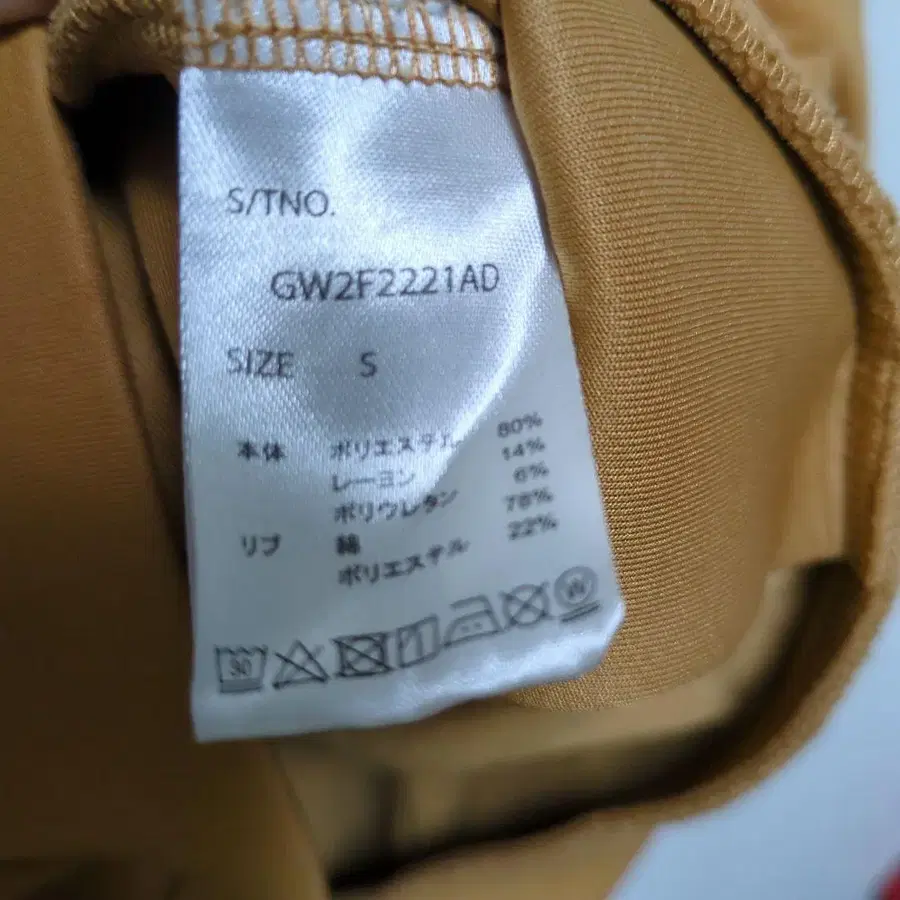 S/TNO.
GW2F2221AD
SIZE S
本体 ポリエステル 80%
レーヨン 14%
ポリウレタン 6%
リブ 綿 78%
ポリエステル 22%
30
W